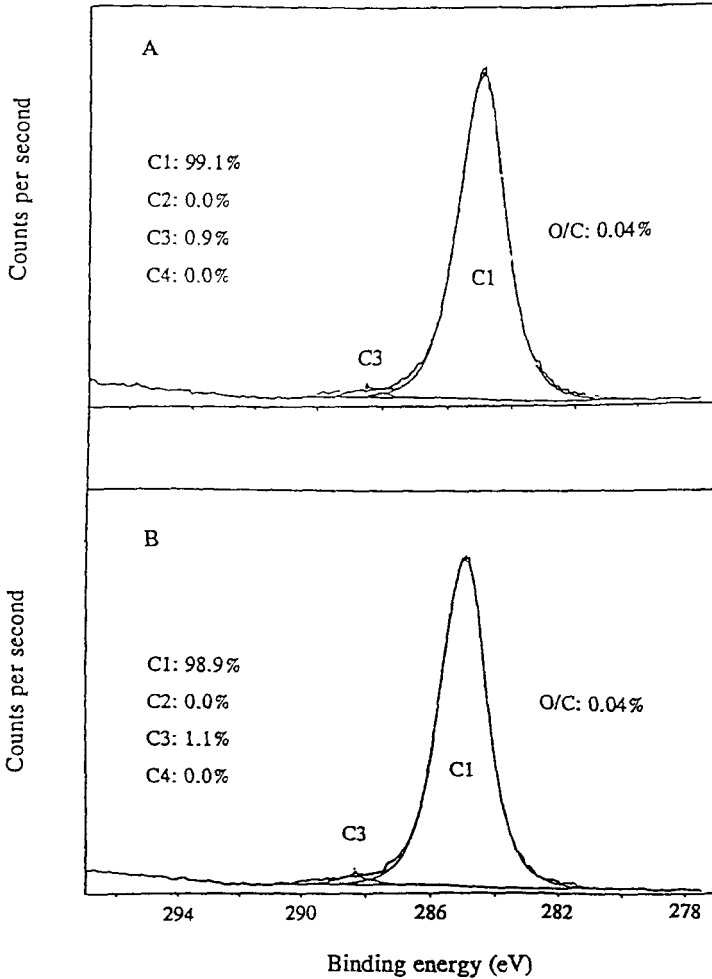 A
Counts per second
C1: 99.1%
C2: 0.0%
C3: 0.9%
C4: 0.0%
O/C: 0.04%
C1
C3
B
Counts per second
C1: 98.9%
C2: 0.0%
C3: 1.1%
C4: 0.0%
O/C: 0.04%
C1
C3
294 290 286 282 278
Binding energy (eV)